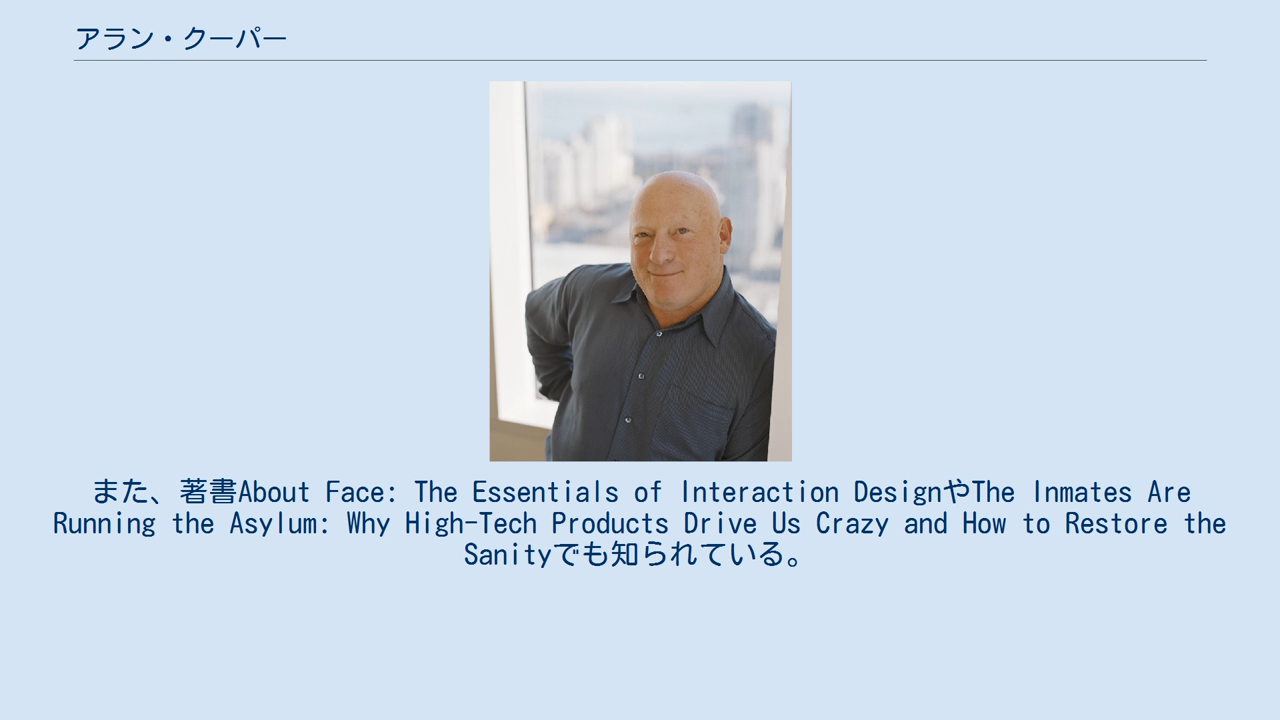 アラン・クーパー
また、著書About Face: The Essentials of Interaction DesignやThe Inmates Are
Running the Asylum: Why High-Tech Products Drive Us Crazy and How to Restore the
Sanityでも知られている。